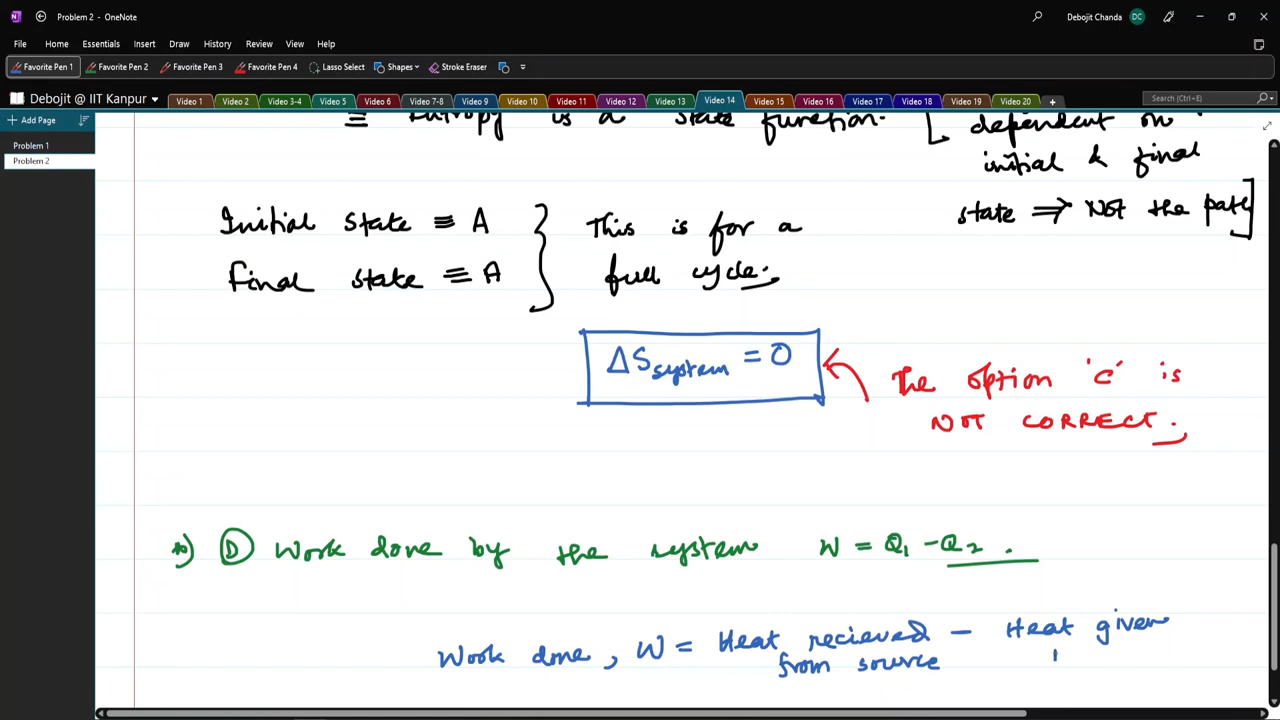 Problem 2 - OneNote
Debojit Chanda DC
File Home Essentials Insert Draw History Review View Help
Favorite Pen 1 Favorite Pen 2 Favorite Pen 3 Favorite Pen 4 Lasso Select Shapes Stroke Eraser
Debojit @ IIT Kanpur Video 1 Video 2 Video 3-4 Video 5 Video 6 Video 7-8 Video 9 Video 10 Video 11 Video 12 Video 13 Video 14 Video 15 Video 16 Video 17 Video 18 Video 19 Video 20 + Search (Ctrl+E)
+ Add Page
Problem 1
Problem 2
≡ Entropy is a state function.
dependent on
initial & final
state ⇒ Not the path]
Initial state ≡ A
Final state ≡ A
This is for a
full cycle.
ΔSsystem = 0
The option 'c' is
NOT CORRECT.
D Work done by the system W = Q1 - Q2 .
Work done, W = Heat recieved - Heat given
from source